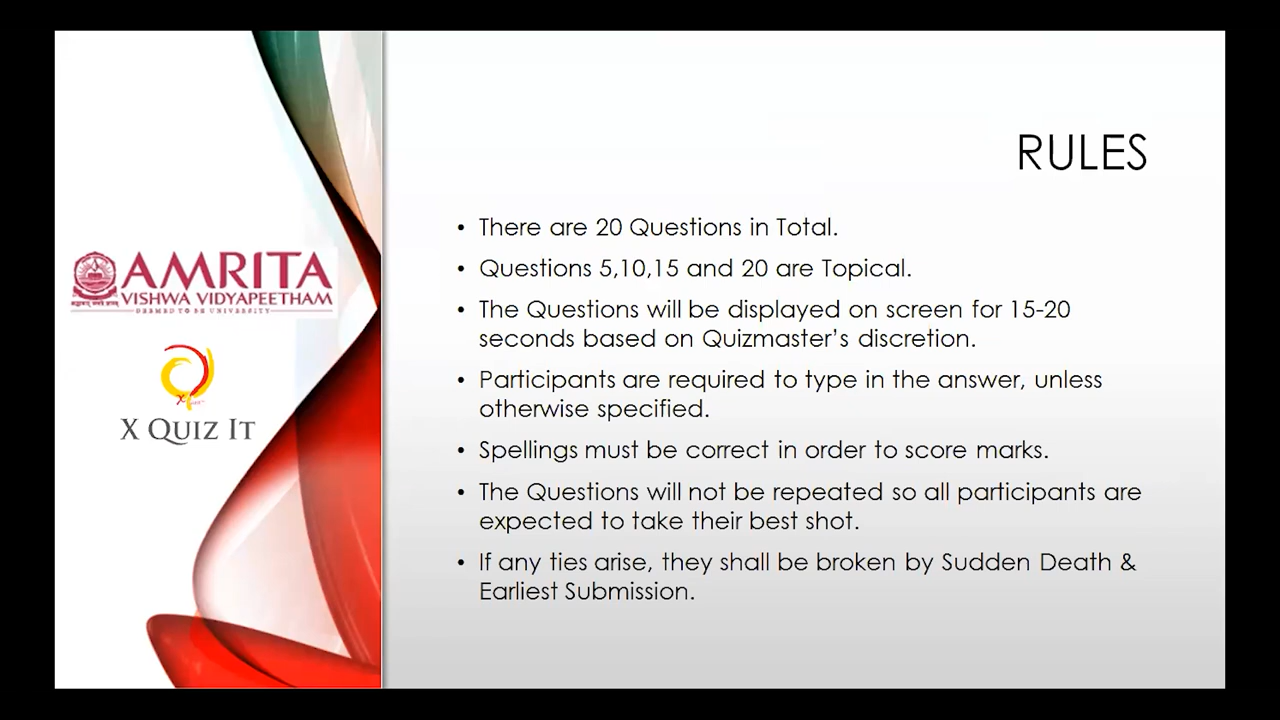 AMRITA
VISHWA VIDYAPEETHAM
DEEMED TO BE UNIVERSITY
X QUIZ IT
RULES
• There are 20 Questions in Total.
• Questions 5,10,15 and 20 are Topical.
• The Questions will be displayed on screen for 15-20
seconds based on Quizmaster's discretion.
• Participants are required to type in the answer, unless
otherwise specified.
• Spellings must be correct in order to score marks.
• The Questions will not be repeated so all participants are
expected to take their best shot.
• If any ties arise, they shall be broken by Sudden Death &
Earliest Submission.